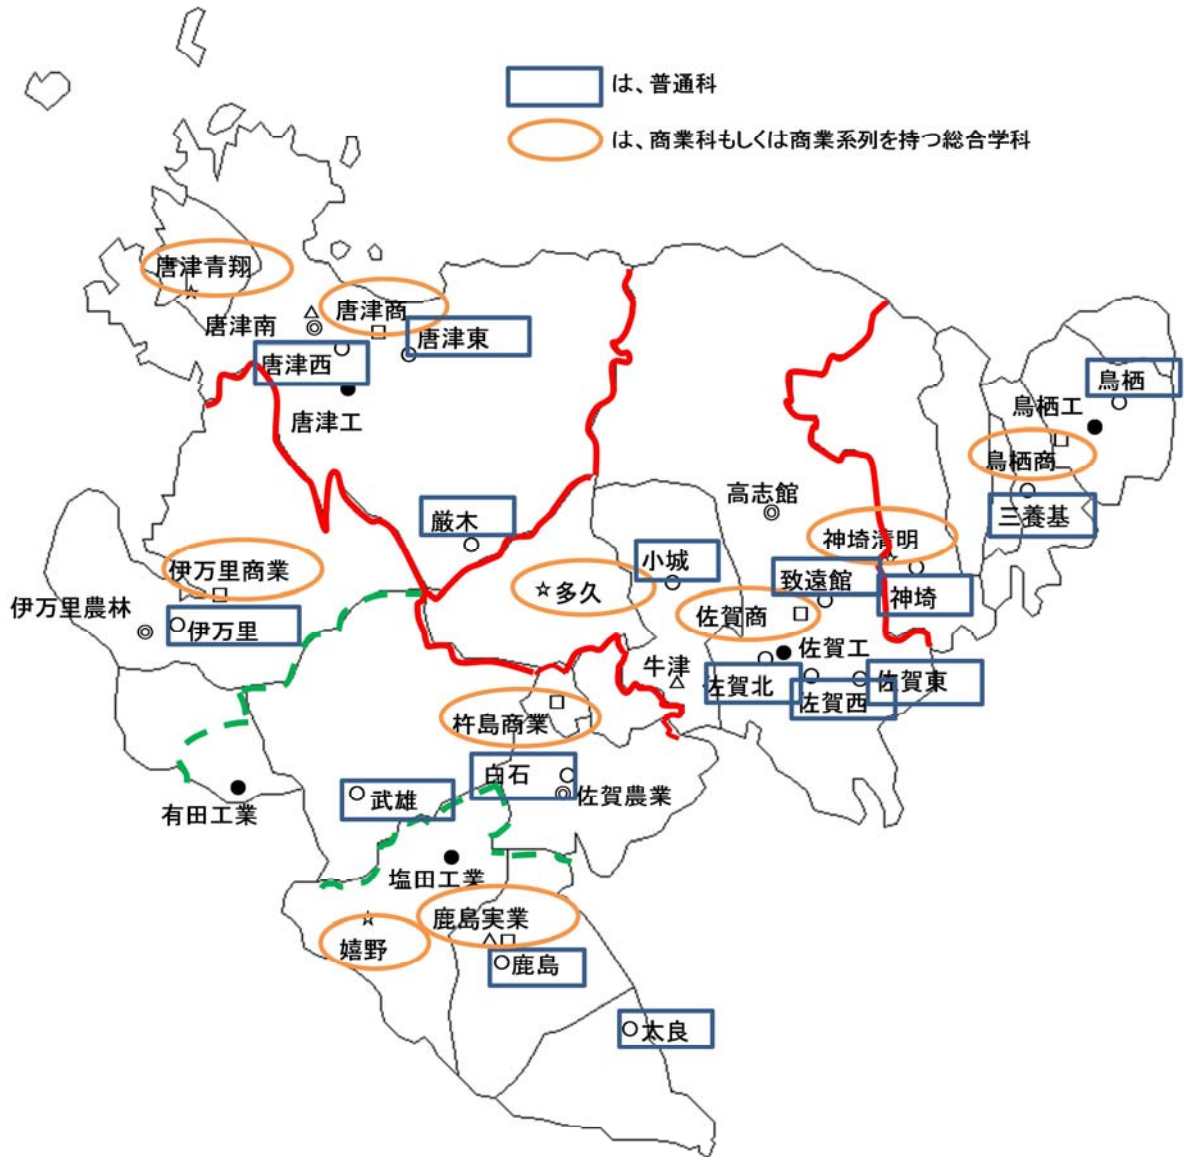 は、普通科
は、商業科もしくは商業系列を持つ総合学科
唐津青翔
唐津南
唐津商
唐津東
唐津西
唐津工
鳥栖
鳥栖工
鳥栖商
三養基
厳木
高志館
神埼清明
小城
致遠館
神埼
伊万里商業
多久
佐賀商
伊万里農林
伊万里
佐賀工
牛津
佐賀北
佐賀西
佐賀東
杵島商業
白石
佐賀農業
武雄
有田工業
塩田工業
鹿島実業
嬉野
鹿島
太良